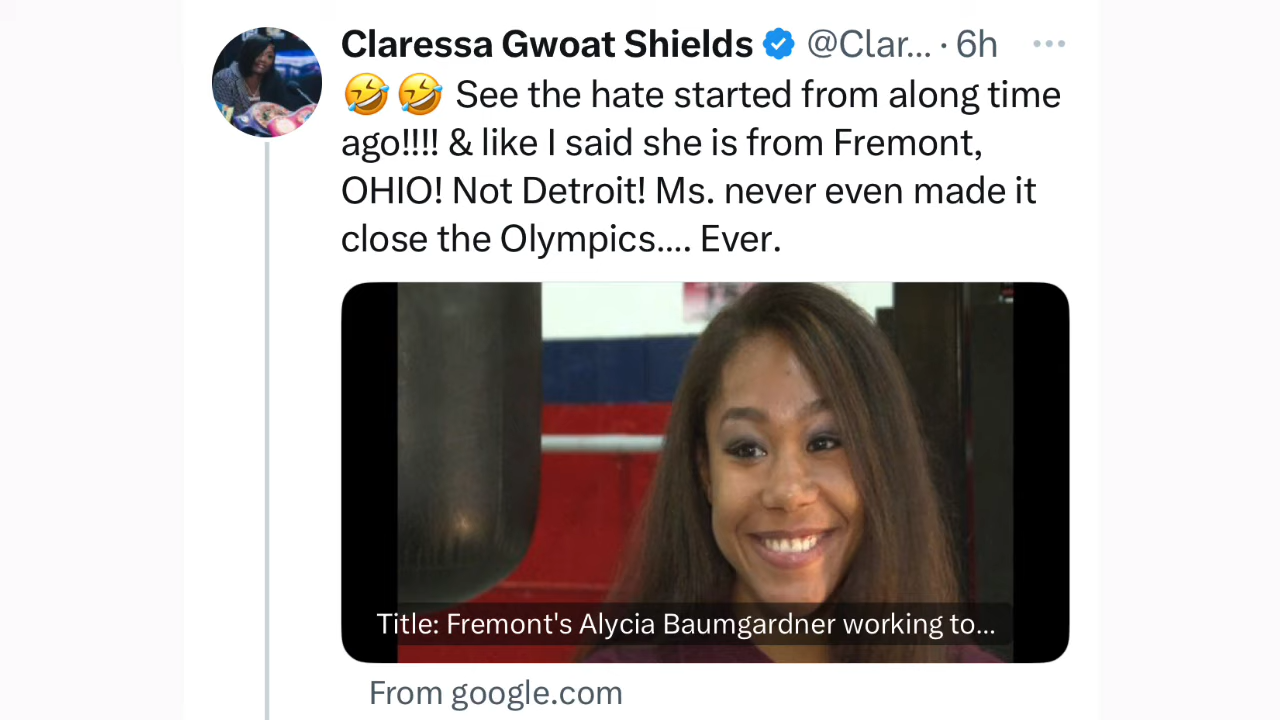 Claressa Gwoat Shields @Clar... · 6h
🤣 🤣 See the hate started from along time
ago!!!! & like I said she is from Fremont,
OHIO! Not Detroit! Ms. never even made it
close the Olympics.... Ever.
Title: Fremont's Alycia Baumgardner working to...
From google.com